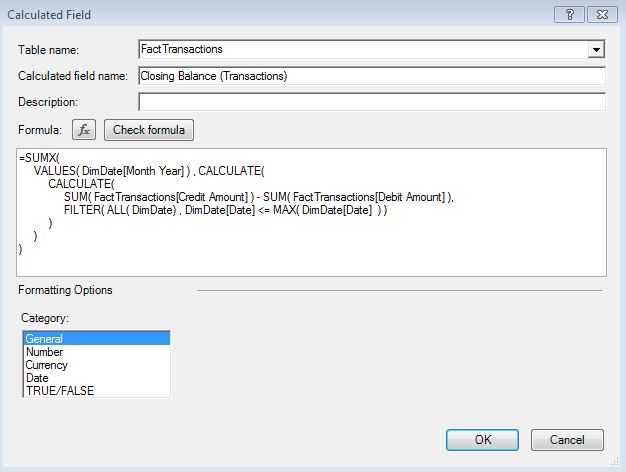 Calculated Field
Table name: FactTransactions
Calculated field name: Closing Balance (Transactions)
Description:
Formula: fx Check formula
=SUMX(
VALUES( DimDate[Month Year] ) , CALCULATE(
CALCULATE(
SUM( FactTransactions[Credit Amount] ) - SUM( FactTransactions[Debit Amount] ),
FILTER( ALL( DimDate) , DimDate[Date] <= MAX( DimDate[Date]  ) )
)
)
)
Formatting Options
Category:
General
Number
Currency
Date
TRUE/FALSE
OK Cancel